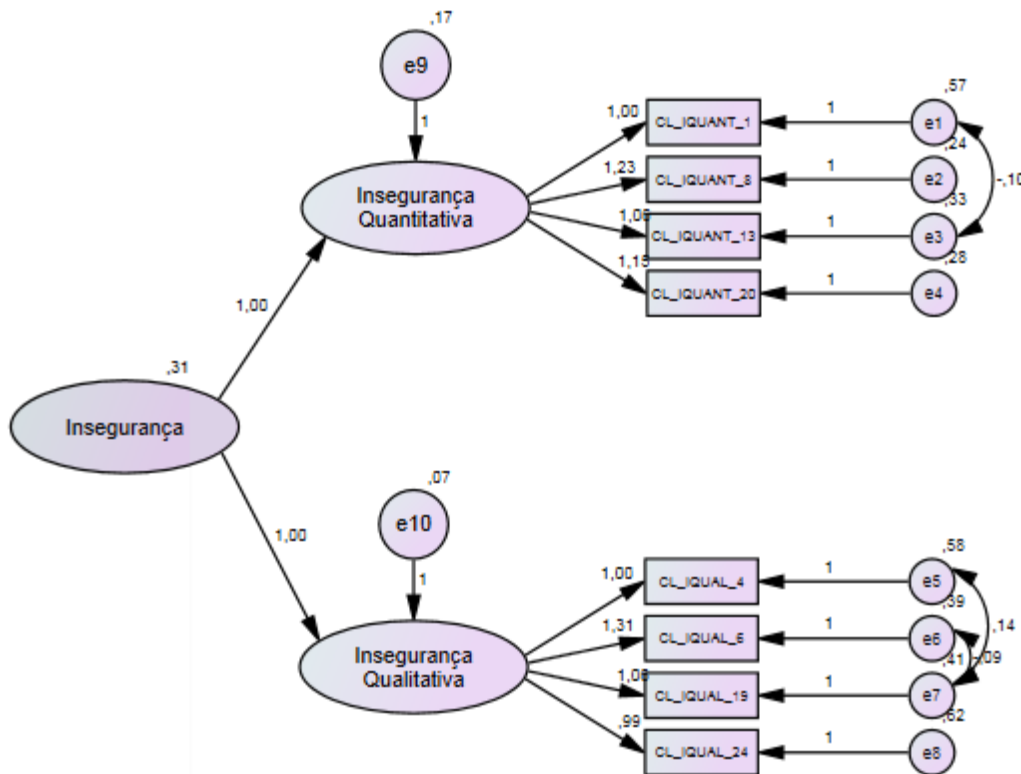 ,17
e9
1
Insegurança
Quantitativa
1,00
1,23
CL_IQUANT_1
CL_IQUANT_8
CL_IQUANT_13
CL_IQUANT_20
1
1
1
1
,57
e1
,24
e2
,33
e3
,28
e4
-,10
1,00
,31
Insegurança
1,00
,07
e10
1
Insegurança
Qualitativa
1,00
1,31
,99
CL_IQUAL_4
CL_IQUAL_19
CL_IQUAL_24
1
1
1
1
,58
e5
,39
e6
,41
e7
,62
e8
,14
-,09